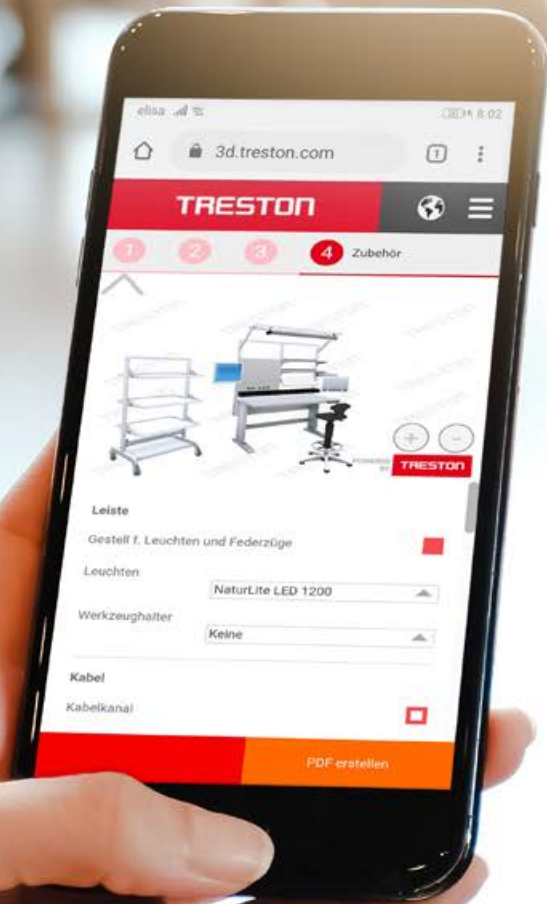 elisa 8:02
3d.treston.com 1
TRESTON
1 2 3 4 Zubehör
POWERED BY TRESTON
Leiste
Gestell f. Leuchten und Federzüge
Leuchten
NaturLite LED 1200
Werkzeughalter
Keine
Kabel
Kabelkanal
PDF erstellen